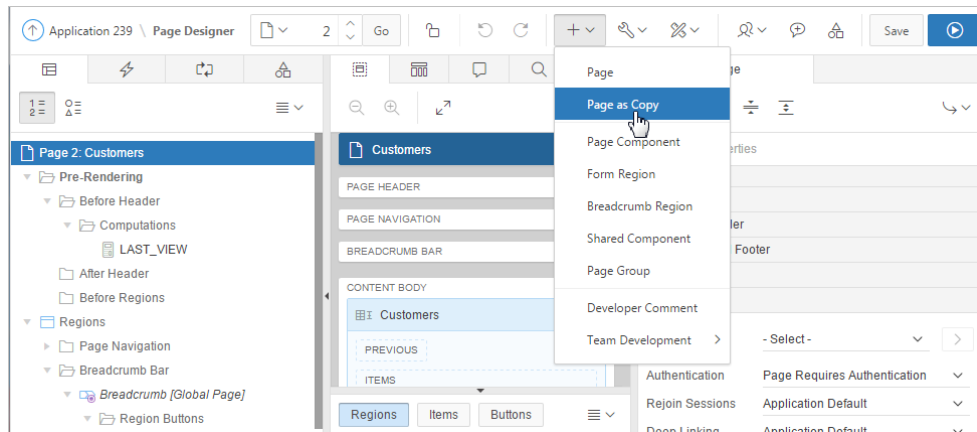 Application 239 \ Page Designer
2
Go
Save
Page
Page as Copy
Page Component
Form Region
Breadcrumb Region
Shared Component
Page Group
Developer Comment
Team Development
Page 2: Customers
Pre-Rendering
Before Header
Computations
LAST_VIEW
After Header
Before Regions
Regions
Page Navigation
Breadcrumb Bar
Breadcrumb [Global Page]
Region Buttons
Customers
PAGE HEADER
PAGE NAVIGATION
BREADCRUMB BAR
CONTENT BODY
Customers
PREVIOUS
ITEMS
Regions
Items
Buttons
Footer
- Select -
Authentication
Page Requires Authentication
Rejoin Sessions
Application Default
Deep Linking
Application Default